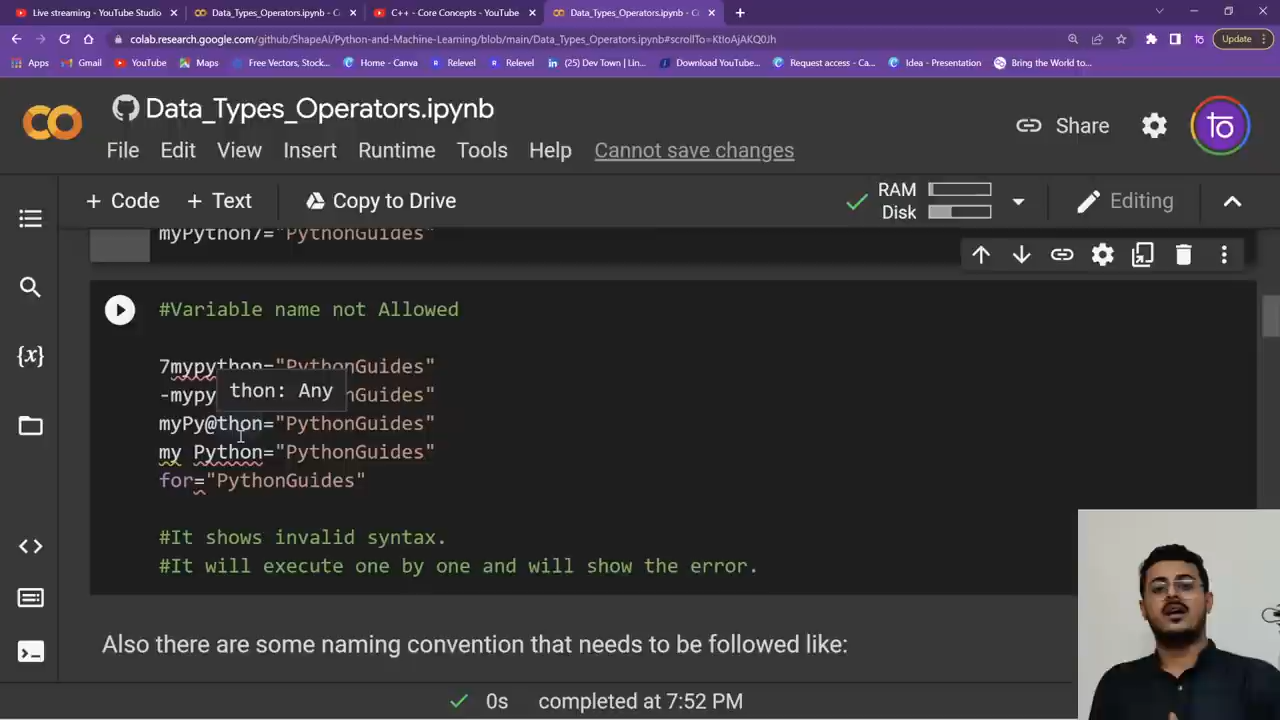 Live streaming - YouTube Studio
Data_Types_Operators.ipynb - C
C++ - Core Concepts - YouTube
Data_Types_Operators.ipynb - C
colab.research.google.com/github/ShapeAI/Python-and-Machine-Learning/blob/main/Data_Types_Operators.ipynb#scrollTo=KtIoAjAKQ0Jh
Update
Apps
Gmail
YouTube
Maps
Free Vectors, Stock...
Home - Canva
Relevel
Relevel
(25) Dev Town | Lin...
Download YouTube...
Request access - Ca...
Idea - Presentation
Bring the World to...
Data_Types_Operators.ipynb
Share
to
File Edit View Insert Runtime Tools Help Cannot save changes
+ Code + Text Copy to Drive
RAM
Disk
Editing
myPython7="PythonGuides"
#Variable name not Allowed
7mypython="PythonGuides"
thon: Any
-mypy onGuides"
myPy@thon="PythonGuides"
my Python="PythonGuides"
for="PythonGuides"
#It shows invalid syntax.
#It will execute one by one and will show the error.
Also there are some naming convention that needs to be followed like:
0s completed at 7:52 PM